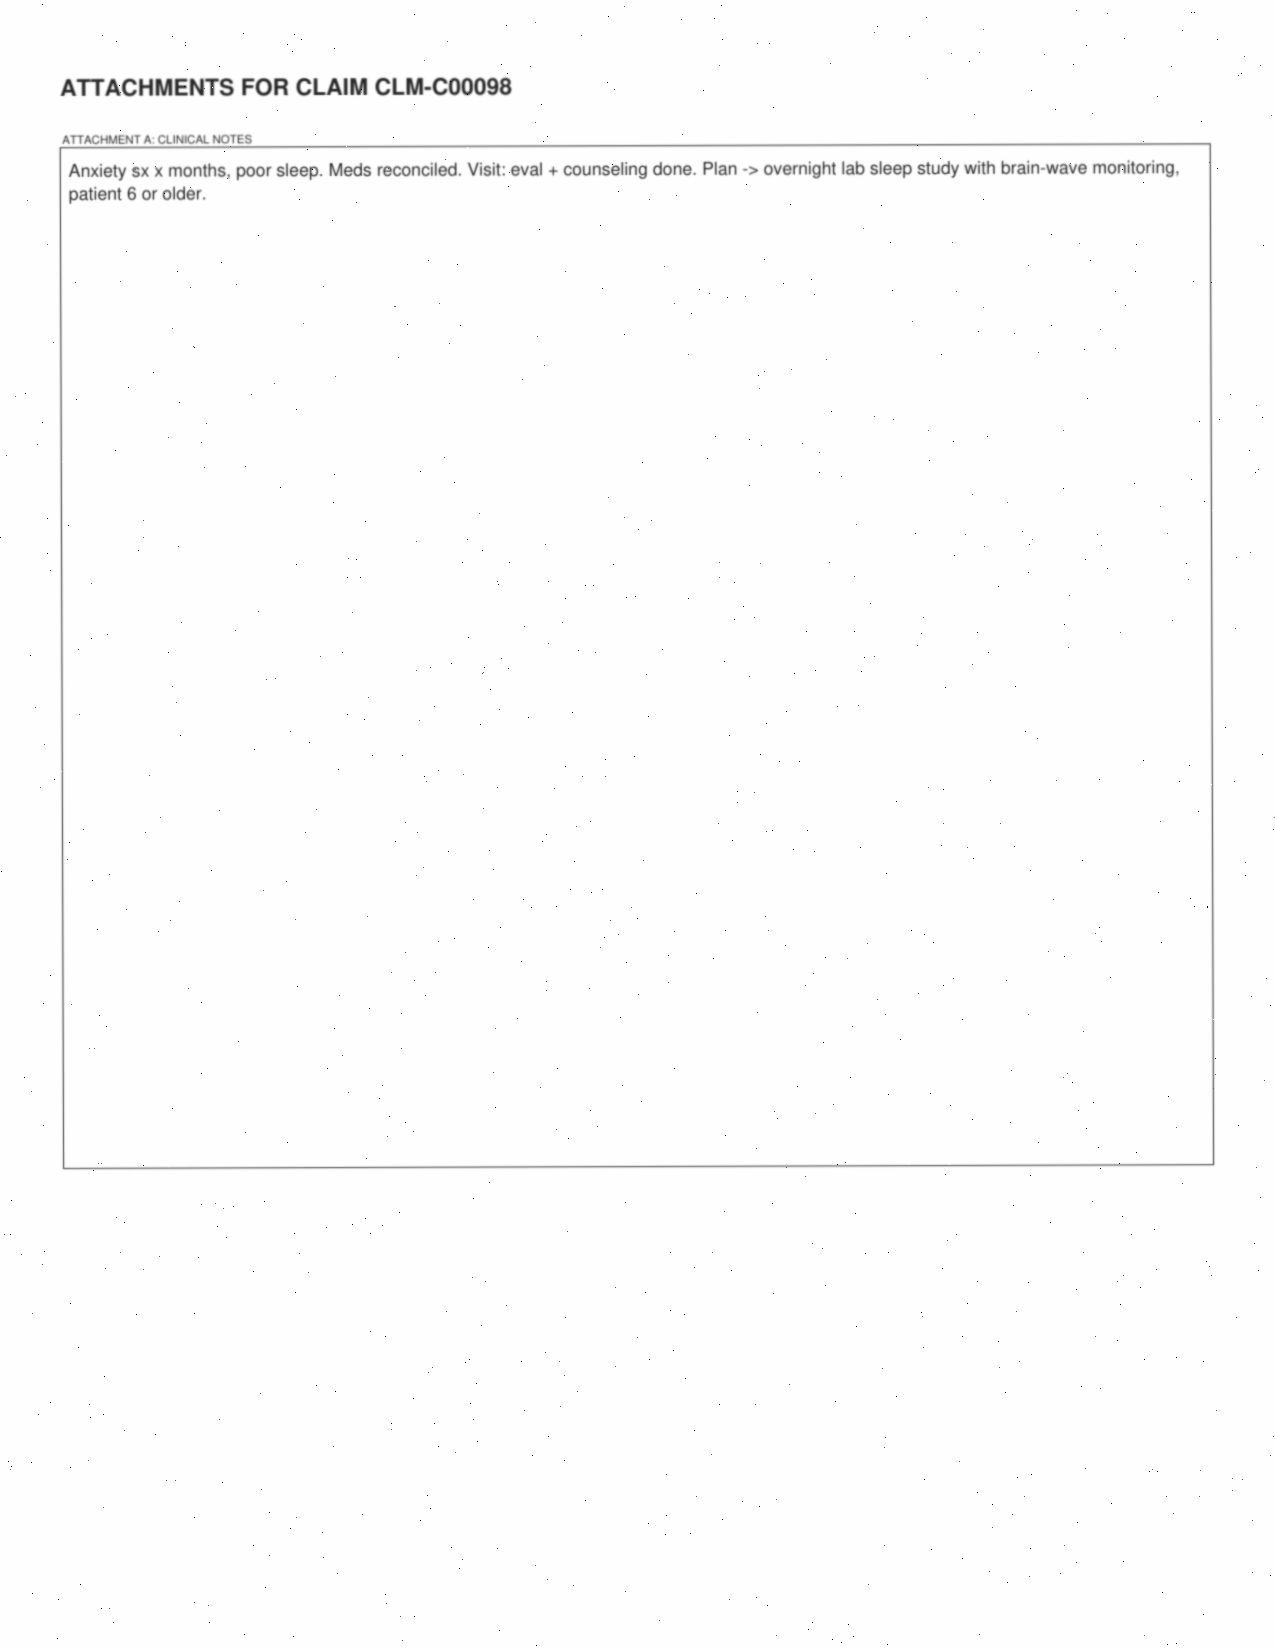 ATTACHMENTS FOR CLAIM CLM-C00098
ATTACHMENT A: CLINICAL NOTES
Anxiety sx x months, poor sleep. Meds reconciled. Visit: eval + counseling done. Plan -> overnight lab sleep study with brain-wave monitoring,
patient 6 or older.